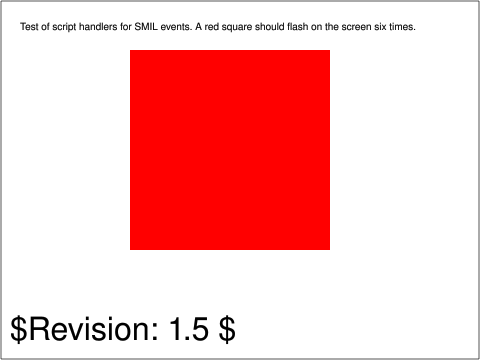 Test of script handlers for SMIL events. A red square should flash on the screen six times.
$Revision: 1.5 $